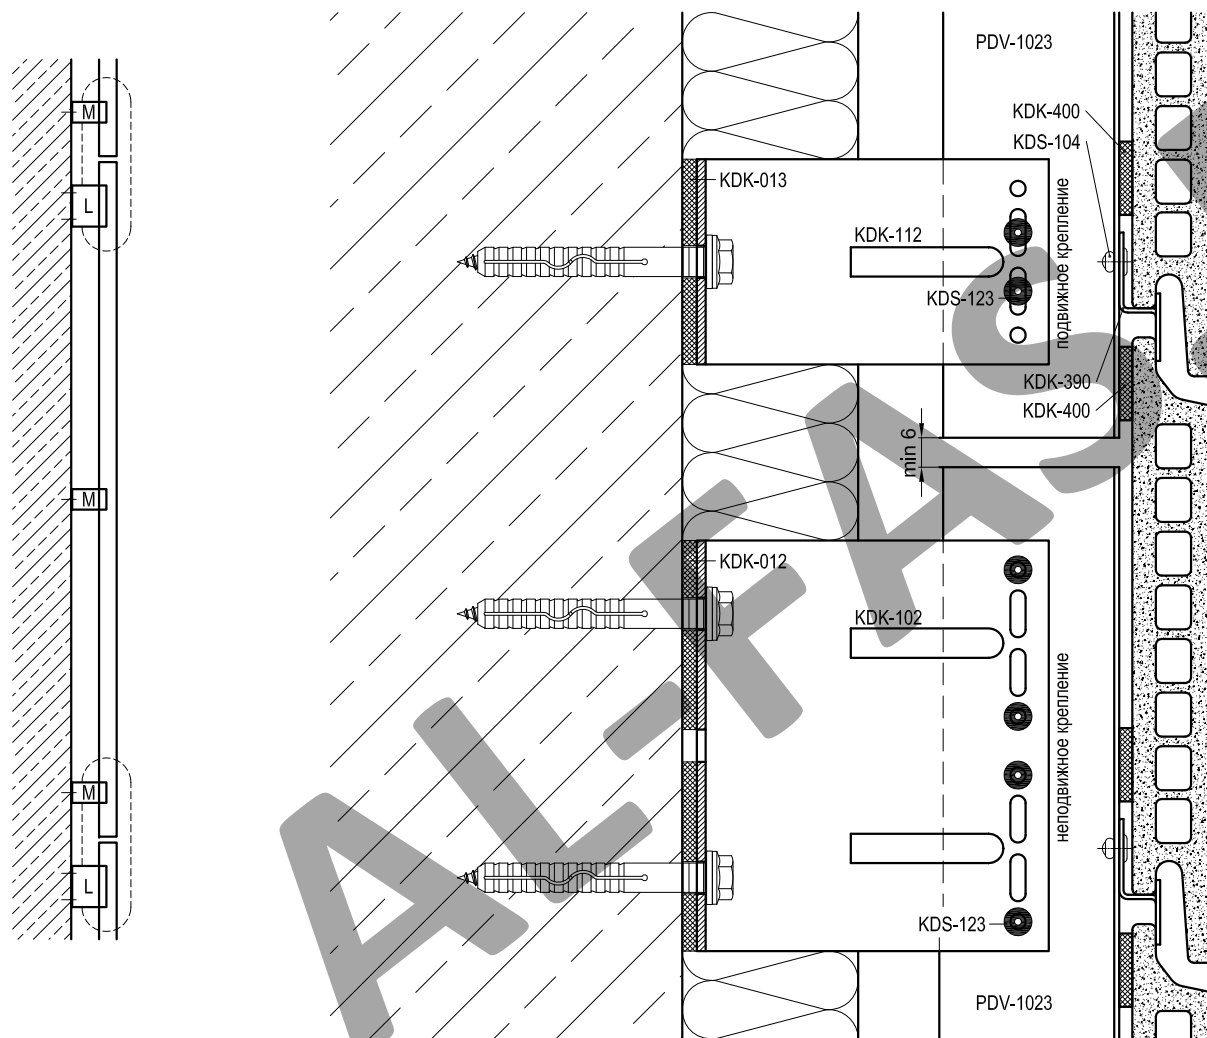 PDV-1023
KDK-400
KDS-104
M
KDK-013
L
KDK-112
подвижное крепление
KDS-123
KDK-390
KDK-400
min 6
M
KDK-012
KDK-102
неподвижное крепление
M
L
KDS-123
PDV-1023
AL-FAS